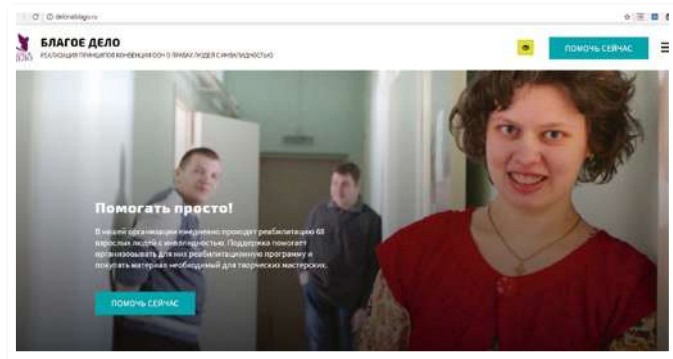 delonablago.ru
БЛАГОЕ ДЕЛО
РЕАЛИЗАЦИЯ ПРИНЦИПОВ КОНВЕНЦИИ ООН О ПРАВАХ ЛЮДЕЙ С ИНВАЛИДНОСТЬЮ
ПОМОЧЬ СЕЙЧАС
Помогать просто!
В нашей организации ежедневно проходят реабилитацию 68
взрослых людей с инвалидностью. Поддержка помогает
организовывать для них реабилитационную программу и
покупать материал необходимый для творческих мастерских.
ПОМОЧЬ СЕЙЧАС